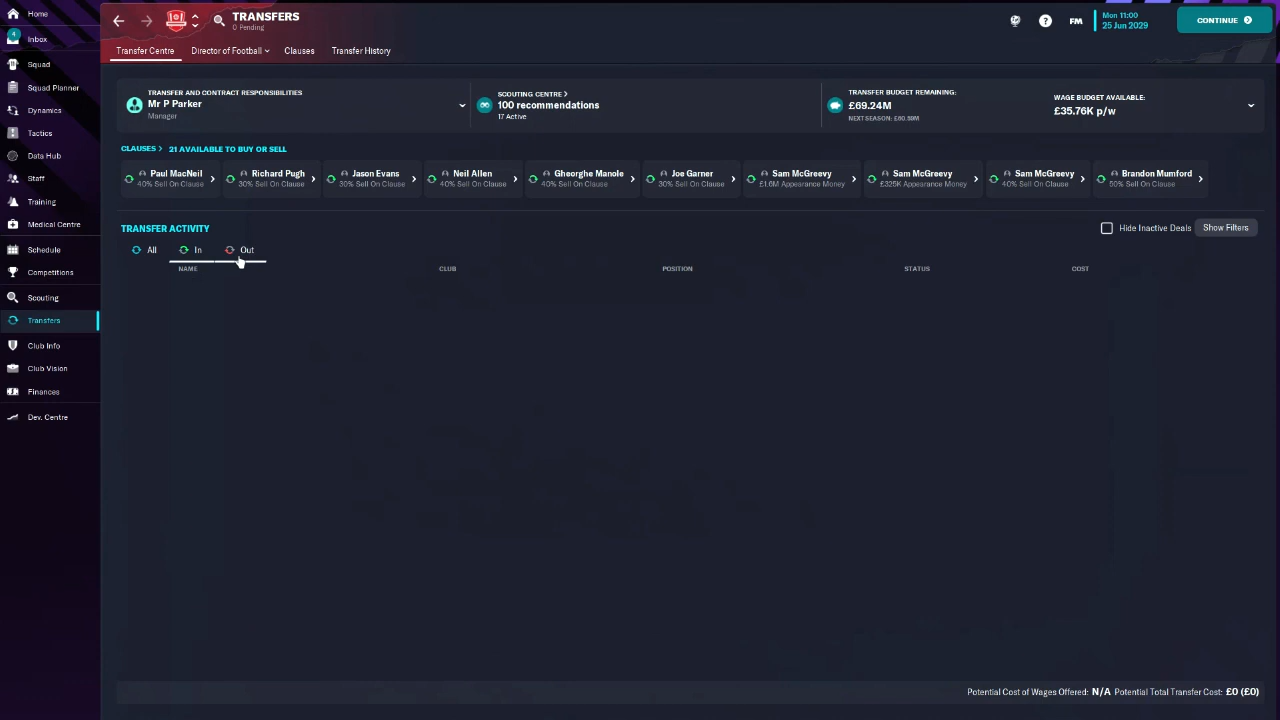 Home
TRANSFERS
0 Pending
FM
Mon 11:00
25 Jun 2029
CONTINUE
4
Inbox
Squad
Squad Planner
Dynamics
Tactics
Data Hub
Staff
Training
Medical Centre
Schedule
Competitions
Scouting
Transfers
Club Info
Club Vision
Finances
Dev. Centre
Transfer Centre
Director of Football
Clauses
Transfer History
TRANSFER AND CONTRACT RESPONSIBILITIES
Mr P Parker
Manager
SCOUTING CENTRE
100 recommendations
17 Active
TRANSFER BUDGET REMAINING:
£69.24M
WAGE BUDGET AVAILABLE:
£35.76K p/w
CLAUSES
21 AVAILABLE TO BUY OR SELL
Paul MacNeil
40% Sell On Clause
Richard Pugh
30% Sell On Clause
Jason Evans
30% Sell On Clause
Neil Allen
40% Sell On Clause
Gheorghe Manole
40% Sell On Clause
Joe Garner
30% Sell On Clause
Sam McGreevy
£1.6M Appearance Money
Sam McGreevy
£325K Appearance Money
Sam McGreevy
40% Sell On Clause
Brandon Mumford
50% Sell On Clause
TRANSFER ACTIVITY
Hide Inactive Deals
Show Filters
All
In
Out
NAME
CLUB
POSITION
STATUS
COST
Potential Cost of Wages Offered: N/A Potential Total Transfer Cost: £0 (£0)